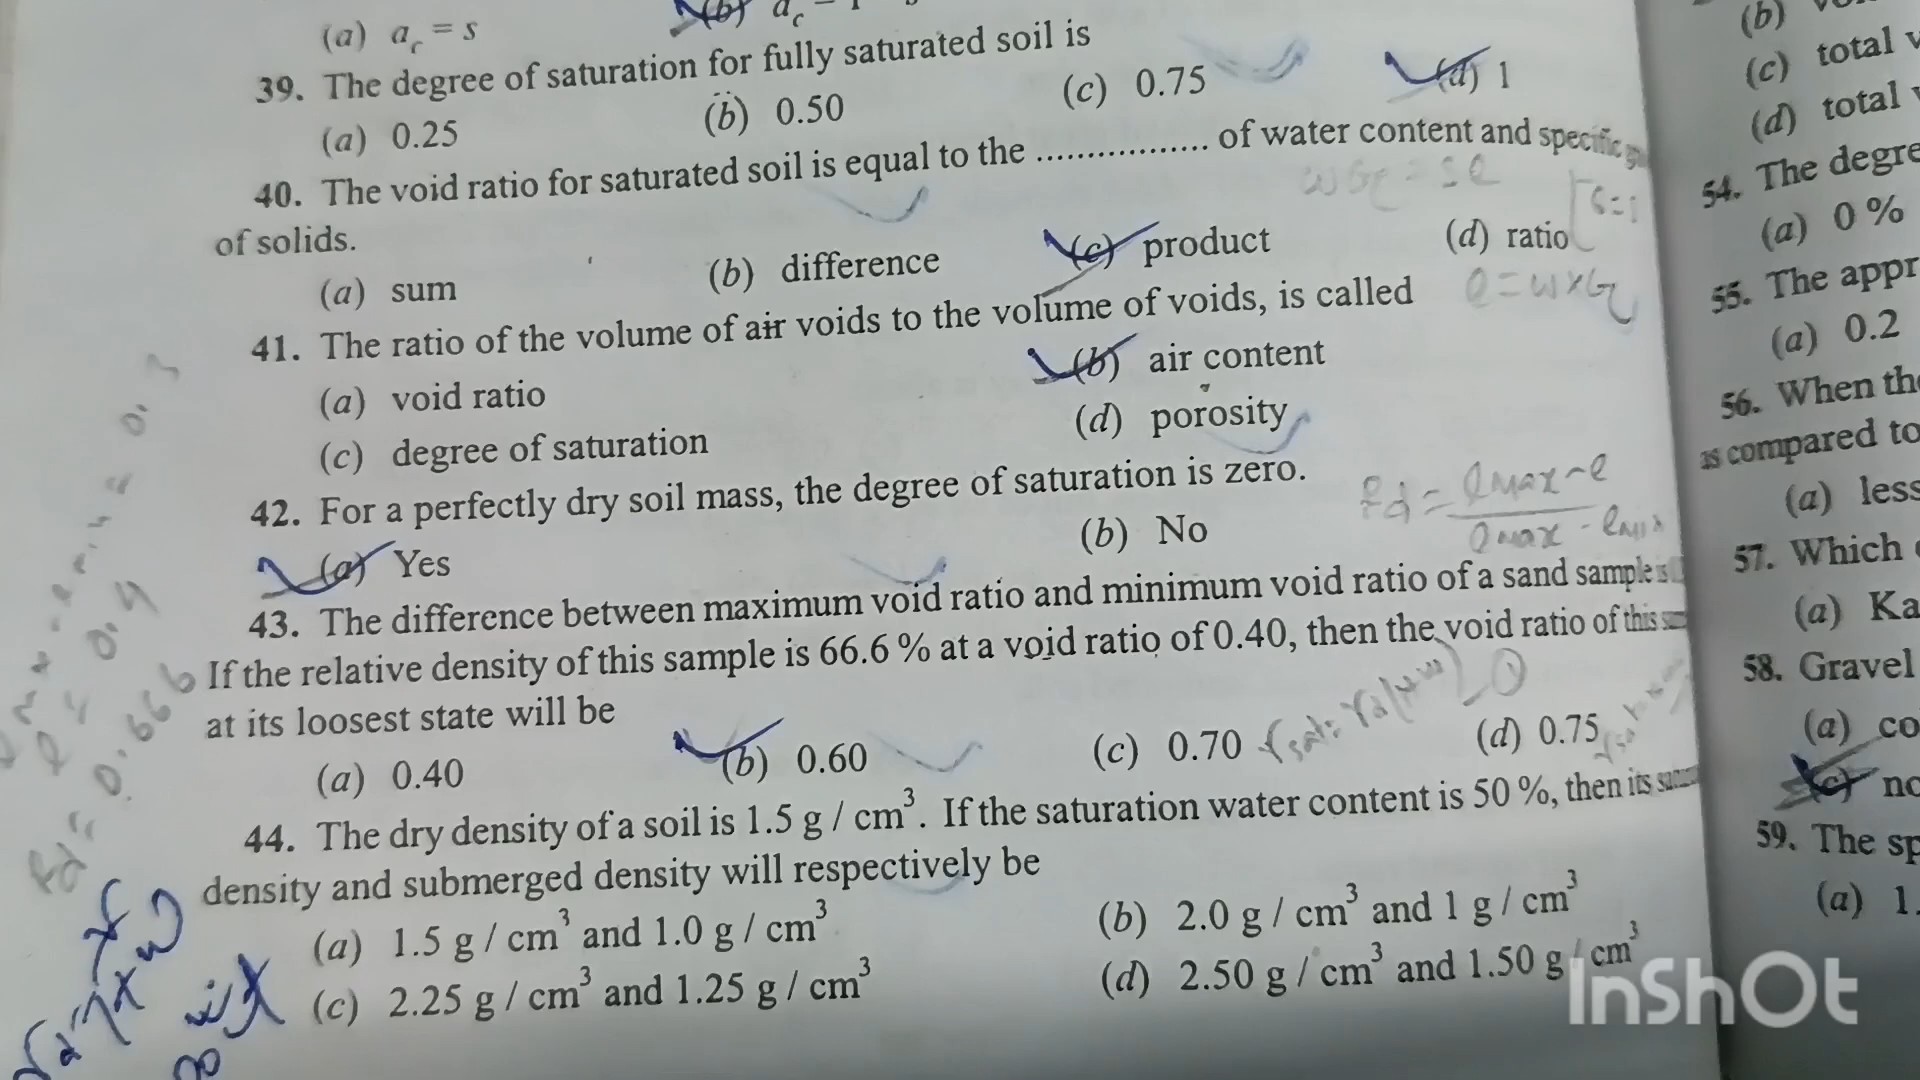 (a) a_c = s
39. The degree of saturation for fully saturated soil is
(a) 0.25 (b) 0.50 (c) 0.75 (d) 1
40. The void ratio for saturated soil is equal to the ................. of water content and specific
of solids.
(a) sum (b) difference (c) product (d) ratio
41. The ratio of the volume of air voids to the volume of voids, is called
(a) void ratio (b) air content
(c) degree of saturation (d) porosity
42. For a perfectly dry soil mass, the degree of saturation is zero.
(a) Yes (b) No
43. The difference between maximum void ratio and minimum void ratio of a sand sample is
If the relative density of this sample is 66.6 % at a void ratio of 0.40, then the void ratio of this
at its loosest state will be
(a) 0.40 (b) 0.60 (c) 0.70 (d) 0.75
44. The dry density of a soil is 1.5 g / cm³. If the saturation water content is 50 %, then its
density and submerged density will respectively be
(a) 1.5 g / cm³ and 1.0 g / cm³ (b) 2.0 g / cm³ and 1 g / cm³
(c) 2.25 g / cm³ and 1.25 g / cm³ (d) 2.50 g / cm³ and 1.50 g / cm³
wG = se
s=1
e = w×G
(b)
(c) total
(d) total
54. The degre
(a) 0 %
55. The appr
(a) 0.2
56. When the
as compared to
(a) less
57. Which
(a) Ka
58. Gravel
(a) co
(c) no
59. The sp
(a) 1.
InShOt